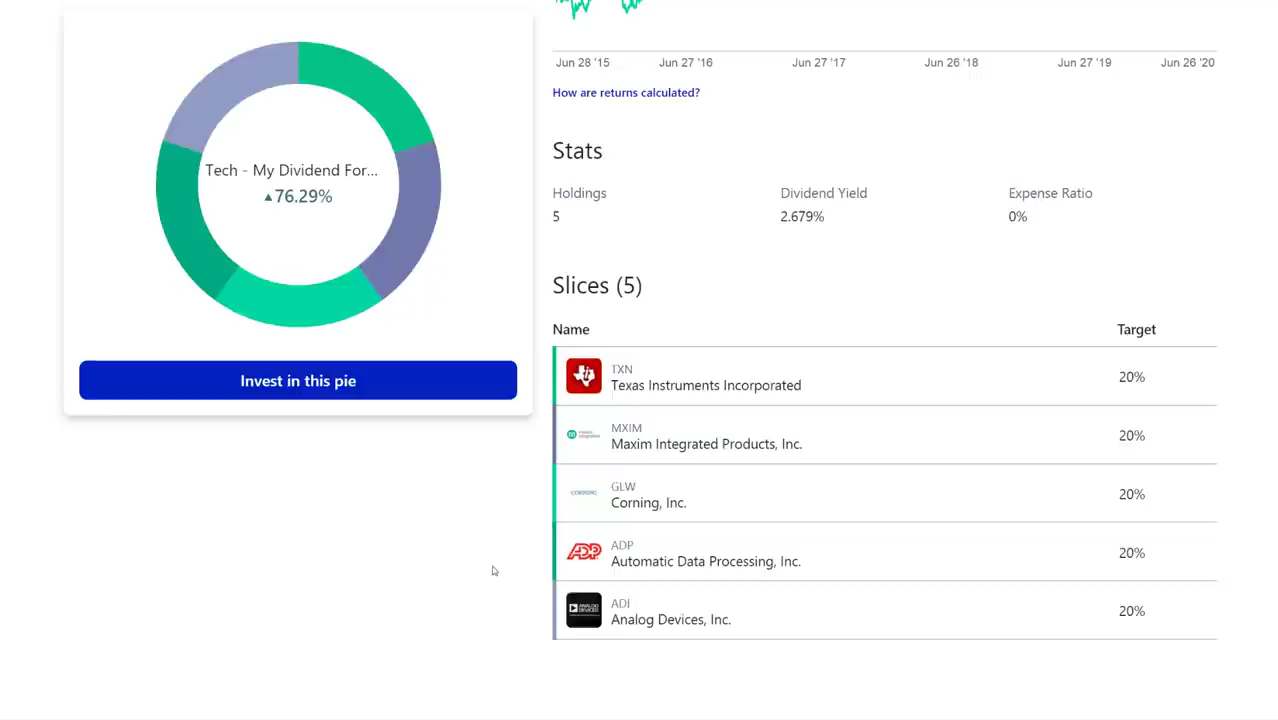 Jun 28 '15 Jun 27 '16 Jun 27 '17 Jun 26 '18 Jun 27 '19 Jun 26 '20
How are returns calculated?
Tech - My Dividend For...
▲76.29%
Invest in this pie
Stats
Holdings Dividend Yield Expense Ratio
5 2.679% 0%
Slices (5)
Name Target
TXN
Texas Instruments Incorporated 20%
MXIM
Maxim Integrated Products, Inc. 20%
CORNING
GLW
Corning, Inc. 20%
ADP
ADP
Automatic Data Processing, Inc. 20%
ANALOG
DEVICES
ADI
Analog Devices, Inc. 20%